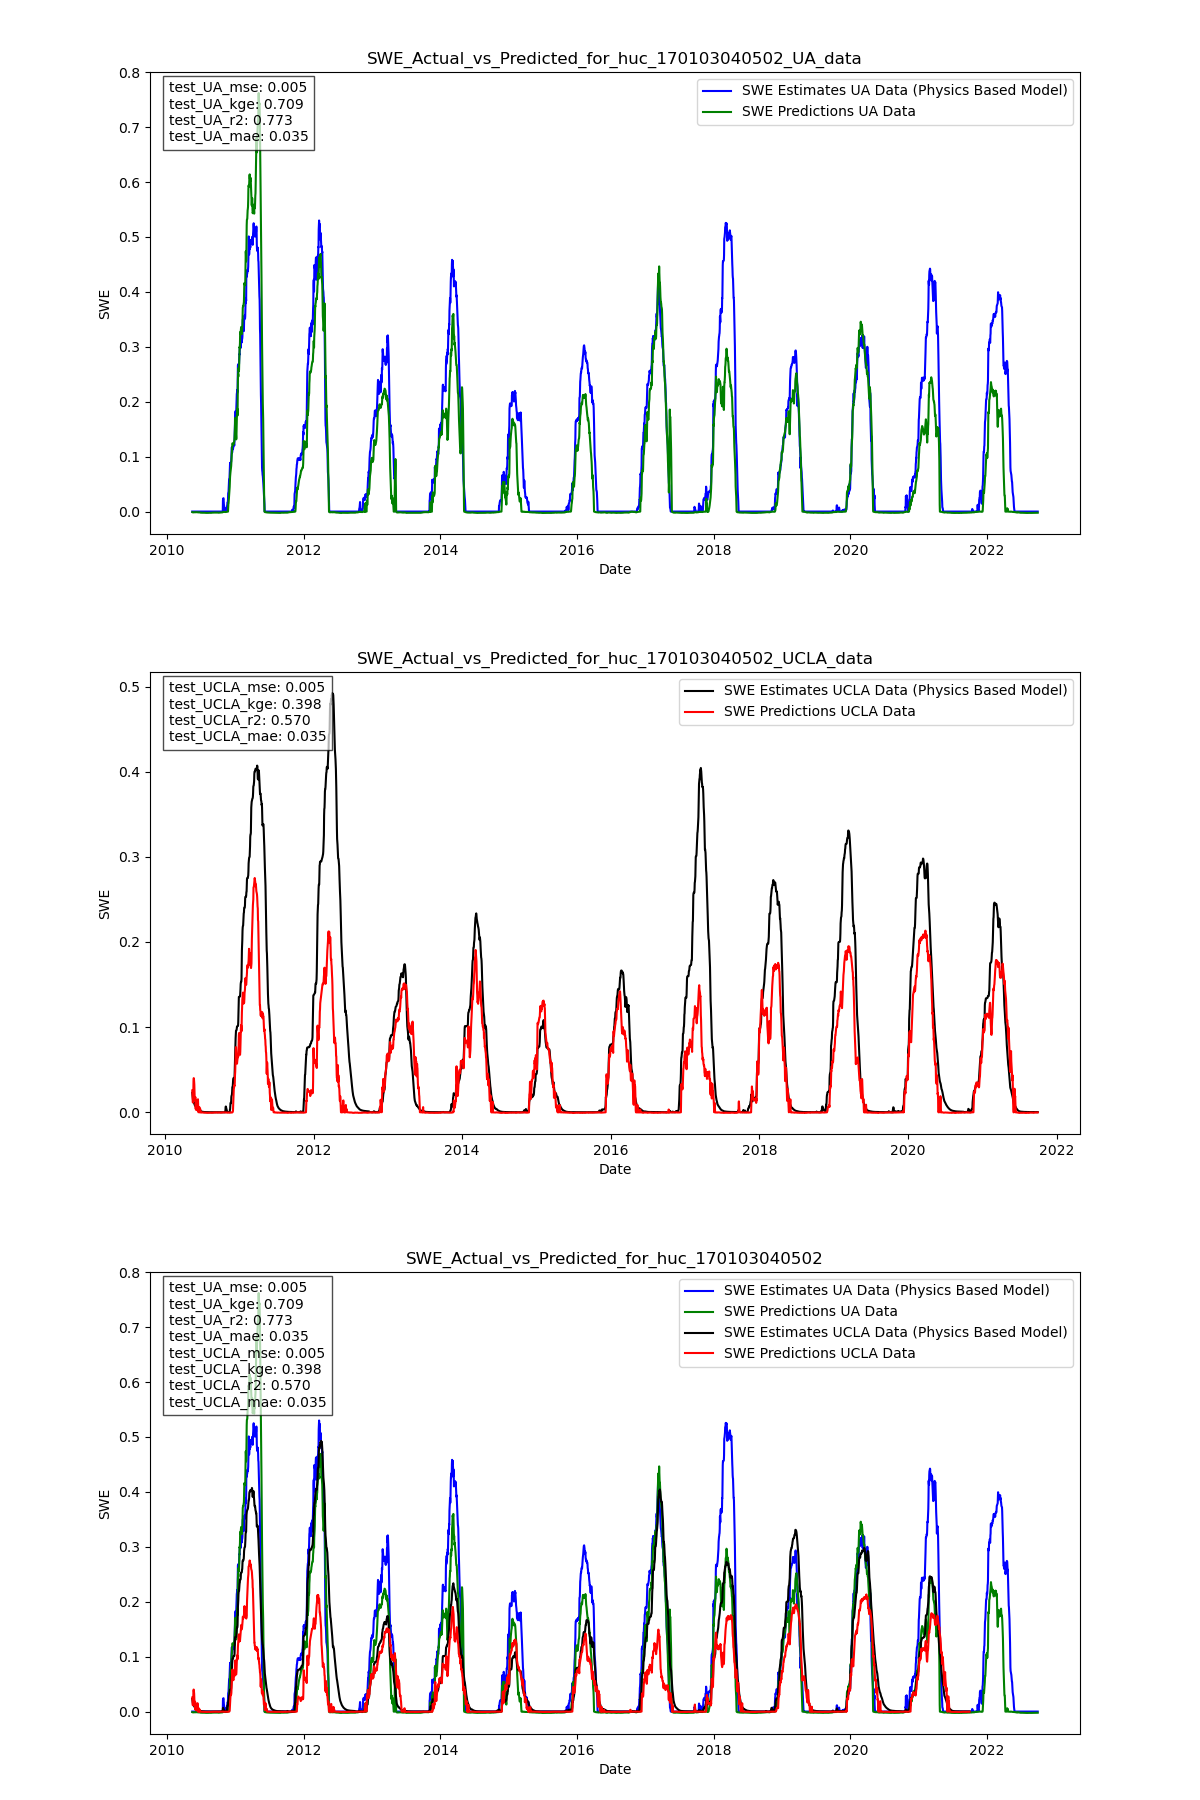 SWE_Actual_vs_Predicted_for_huc_170103040502_UA_data
test_UA_mse: 0.005
test_UA_kge: 0.709
test_UA_r2: 0.773
test_UA_mae: 0.035
SWE Estimates UA Data (Physics Based Model)
SWE Predictions UA Data
0.8
0.7
0.6
0.5
0.4
0.3
0.2
0.1
0.0
SWE
2010 2012 2014 2016 2018 2020 2022
Date
SWE_Actual_vs_Predicted_for_huc_170103040502_UCLA_data
test_UCLA_mse: 0.005
test_UCLA_kge: 0.398
test_UCLA_r2: 0.570
test_UCLA_mae: 0.035
SWE Estimates UCLA Data (Physics Based Model)
SWE Predictions UCLA Data
0.5
0.4
0.3
0.2
0.1
0.0
SWE
2010 2012 2014 2016 2018 2020 2022
Date
SWE_Actual_vs_Predicted_for_huc_170103040502
test_UA_mse: 0.005
test_UA_kge: 0.709
test_UA_r2: 0.773
test_UA_mae: 0.035
test_UCLA_mse: 0.005
test_UCLA_kge: 0.398
test_UCLA_r2: 0.570
test_UCLA_mae: 0.035
SWE Estimates UA Data (Physics Based Model)
SWE Predictions UA Data
SWE Estimates UCLA Data (Physics Based Model)
SWE Predictions UCLA Data
0.8
0.7
0.6
0.5
0.4
0.3
0.2
0.1
0.0
SWE
2010 2012 2014 2016 2018 2020 2022
Date